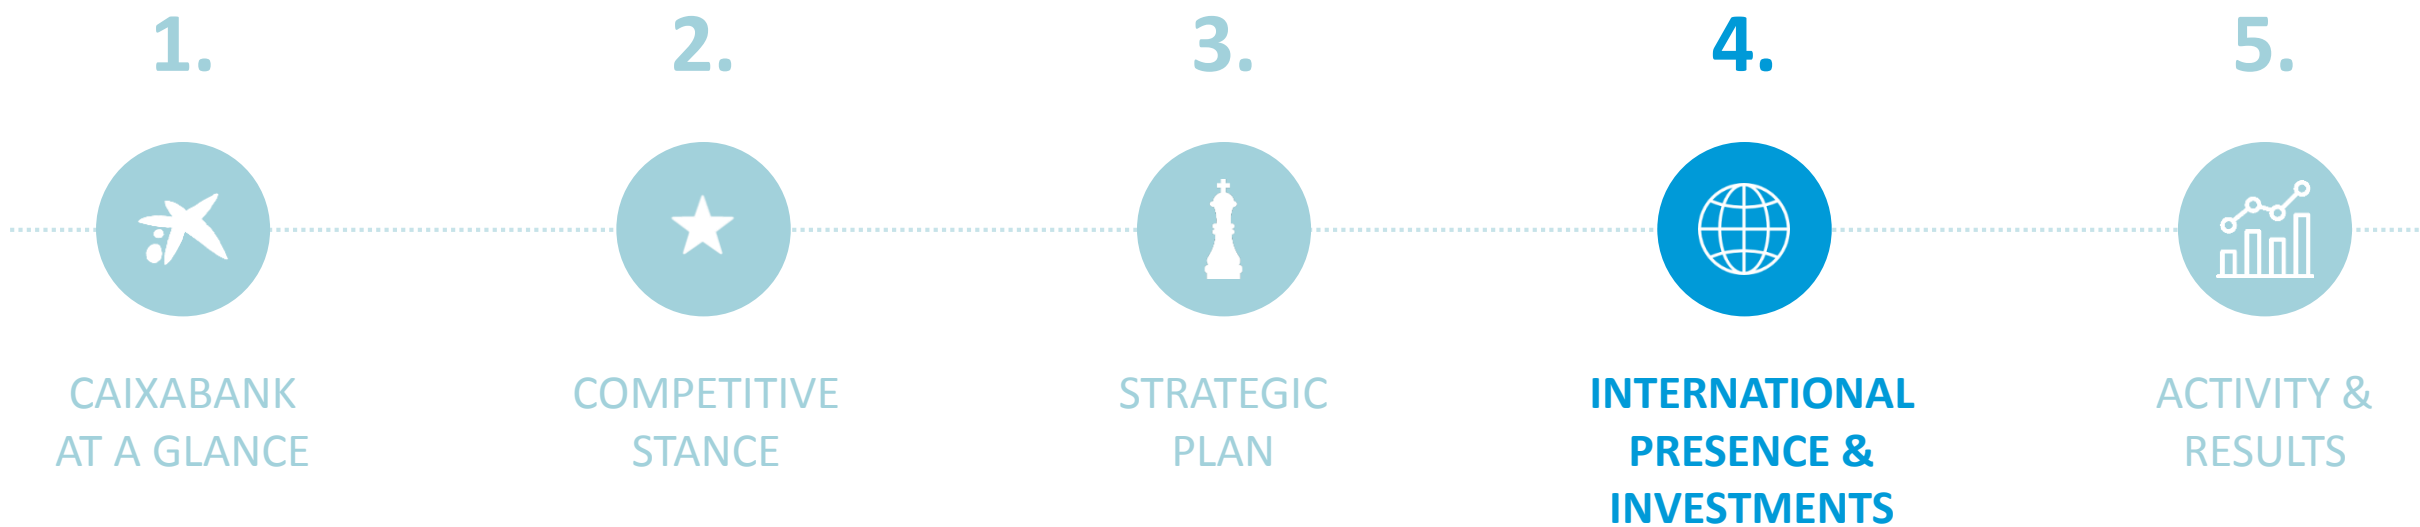 1.
CAIXABANK
AT A GLANCE
2.
COMPETITIVE
STANCE
3.
STRATEGIC
PLAN
4.
INTERNATIONAL
PRESENCE &
INVESTMENTS
5.
ACTIVITY &
RESULTS